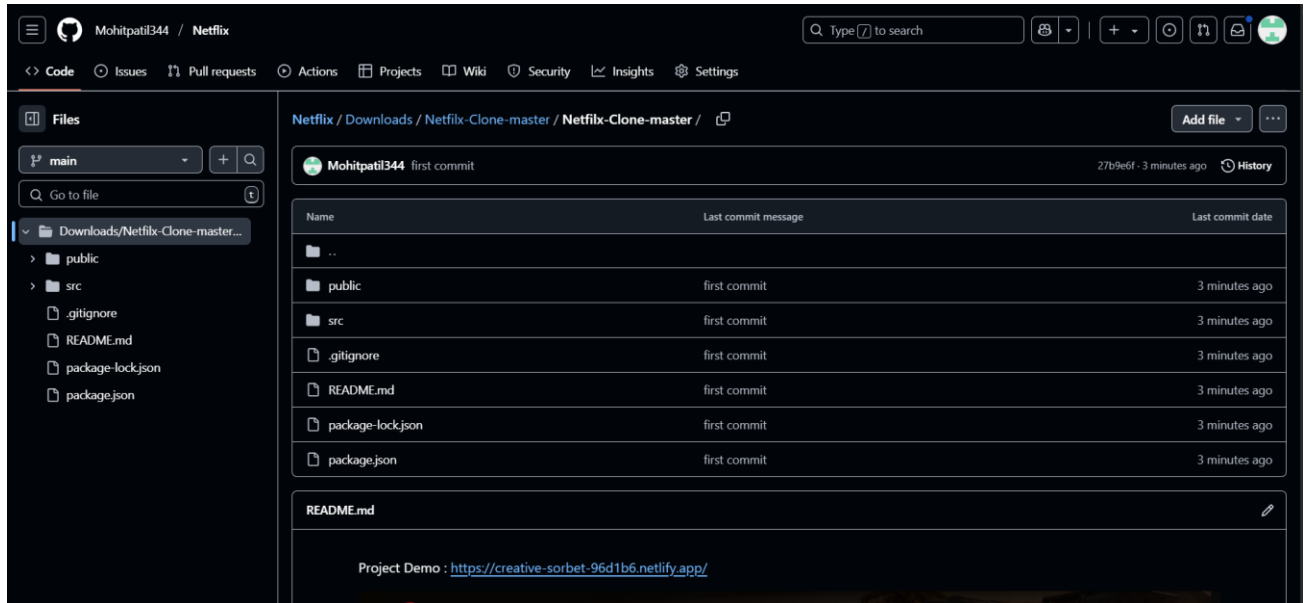 Mohitpatil344 / Netflix
Type / to search
Code Issues Pull requests Actions Projects Wiki Security Insights Settings
Files
main
Go to file t
Downloads/Netfilx-Clone-master...
public
src
.gitignore
README.md
package-lock.json
package.json
Netflix / Downloads / Netfilx-Clone-master / Netfilx-Clone-master /
Add file
Mohitpatil344 first commit 27b9e6f · 3 minutes ago History
Name Last commit message Last commit date
..
public first commit 3 minutes ago
src first commit 3 minutes ago
.gitignore first commit 3 minutes ago
README.md first commit 3 minutes ago
package-lock.json first commit 3 minutes ago
package.json first commit 3 minutes ago
README.md
Project Demo : https://creative-sorbet-96d1b6.netlify.app/